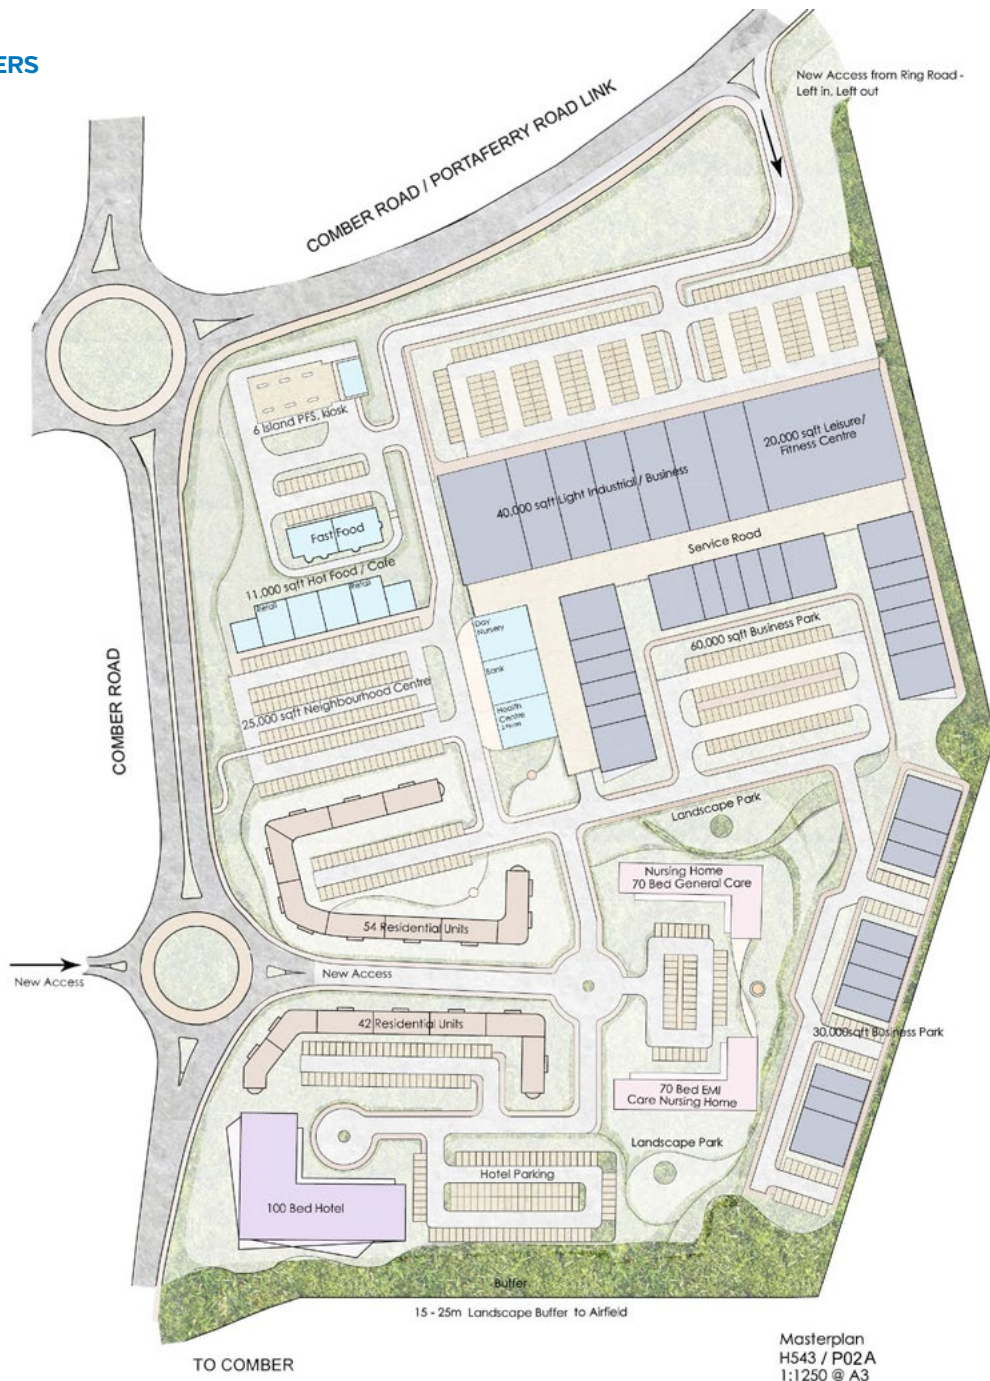 ERS
New Access from Ring Road -
Left in, Left out
COMBER ROAD / PORTAFERRY ROAD LINK
6 Island PFS, kiosk
20,000 sqft Leisure/
Fitness Centre
40,000 sqft Light Industrial / Business
Fast Food
Service Road
11,000 sqft Hot Food / Cafe
Retail
Retail
Day
Nursery
60,000 sqft Business Park
Bank
COMBER ROAD
25,000 sqft Neighbourhood Centre
Health
Centre
2 Floors
Landscape Park
Nursing Home
70 Bed General Care
54 Residential Units
New Access
New Access
42 Residential Units
30,000sqft Business Park
70 Bed EMI
Care Nursing Home
Landscape Park
Hotel Parking
100 Bed Hotel
Buffer
15 - 25m Landscape Buffer to Airfield
TO COMBER
Masterplan
H543 / P02A
1:1250 @ A3